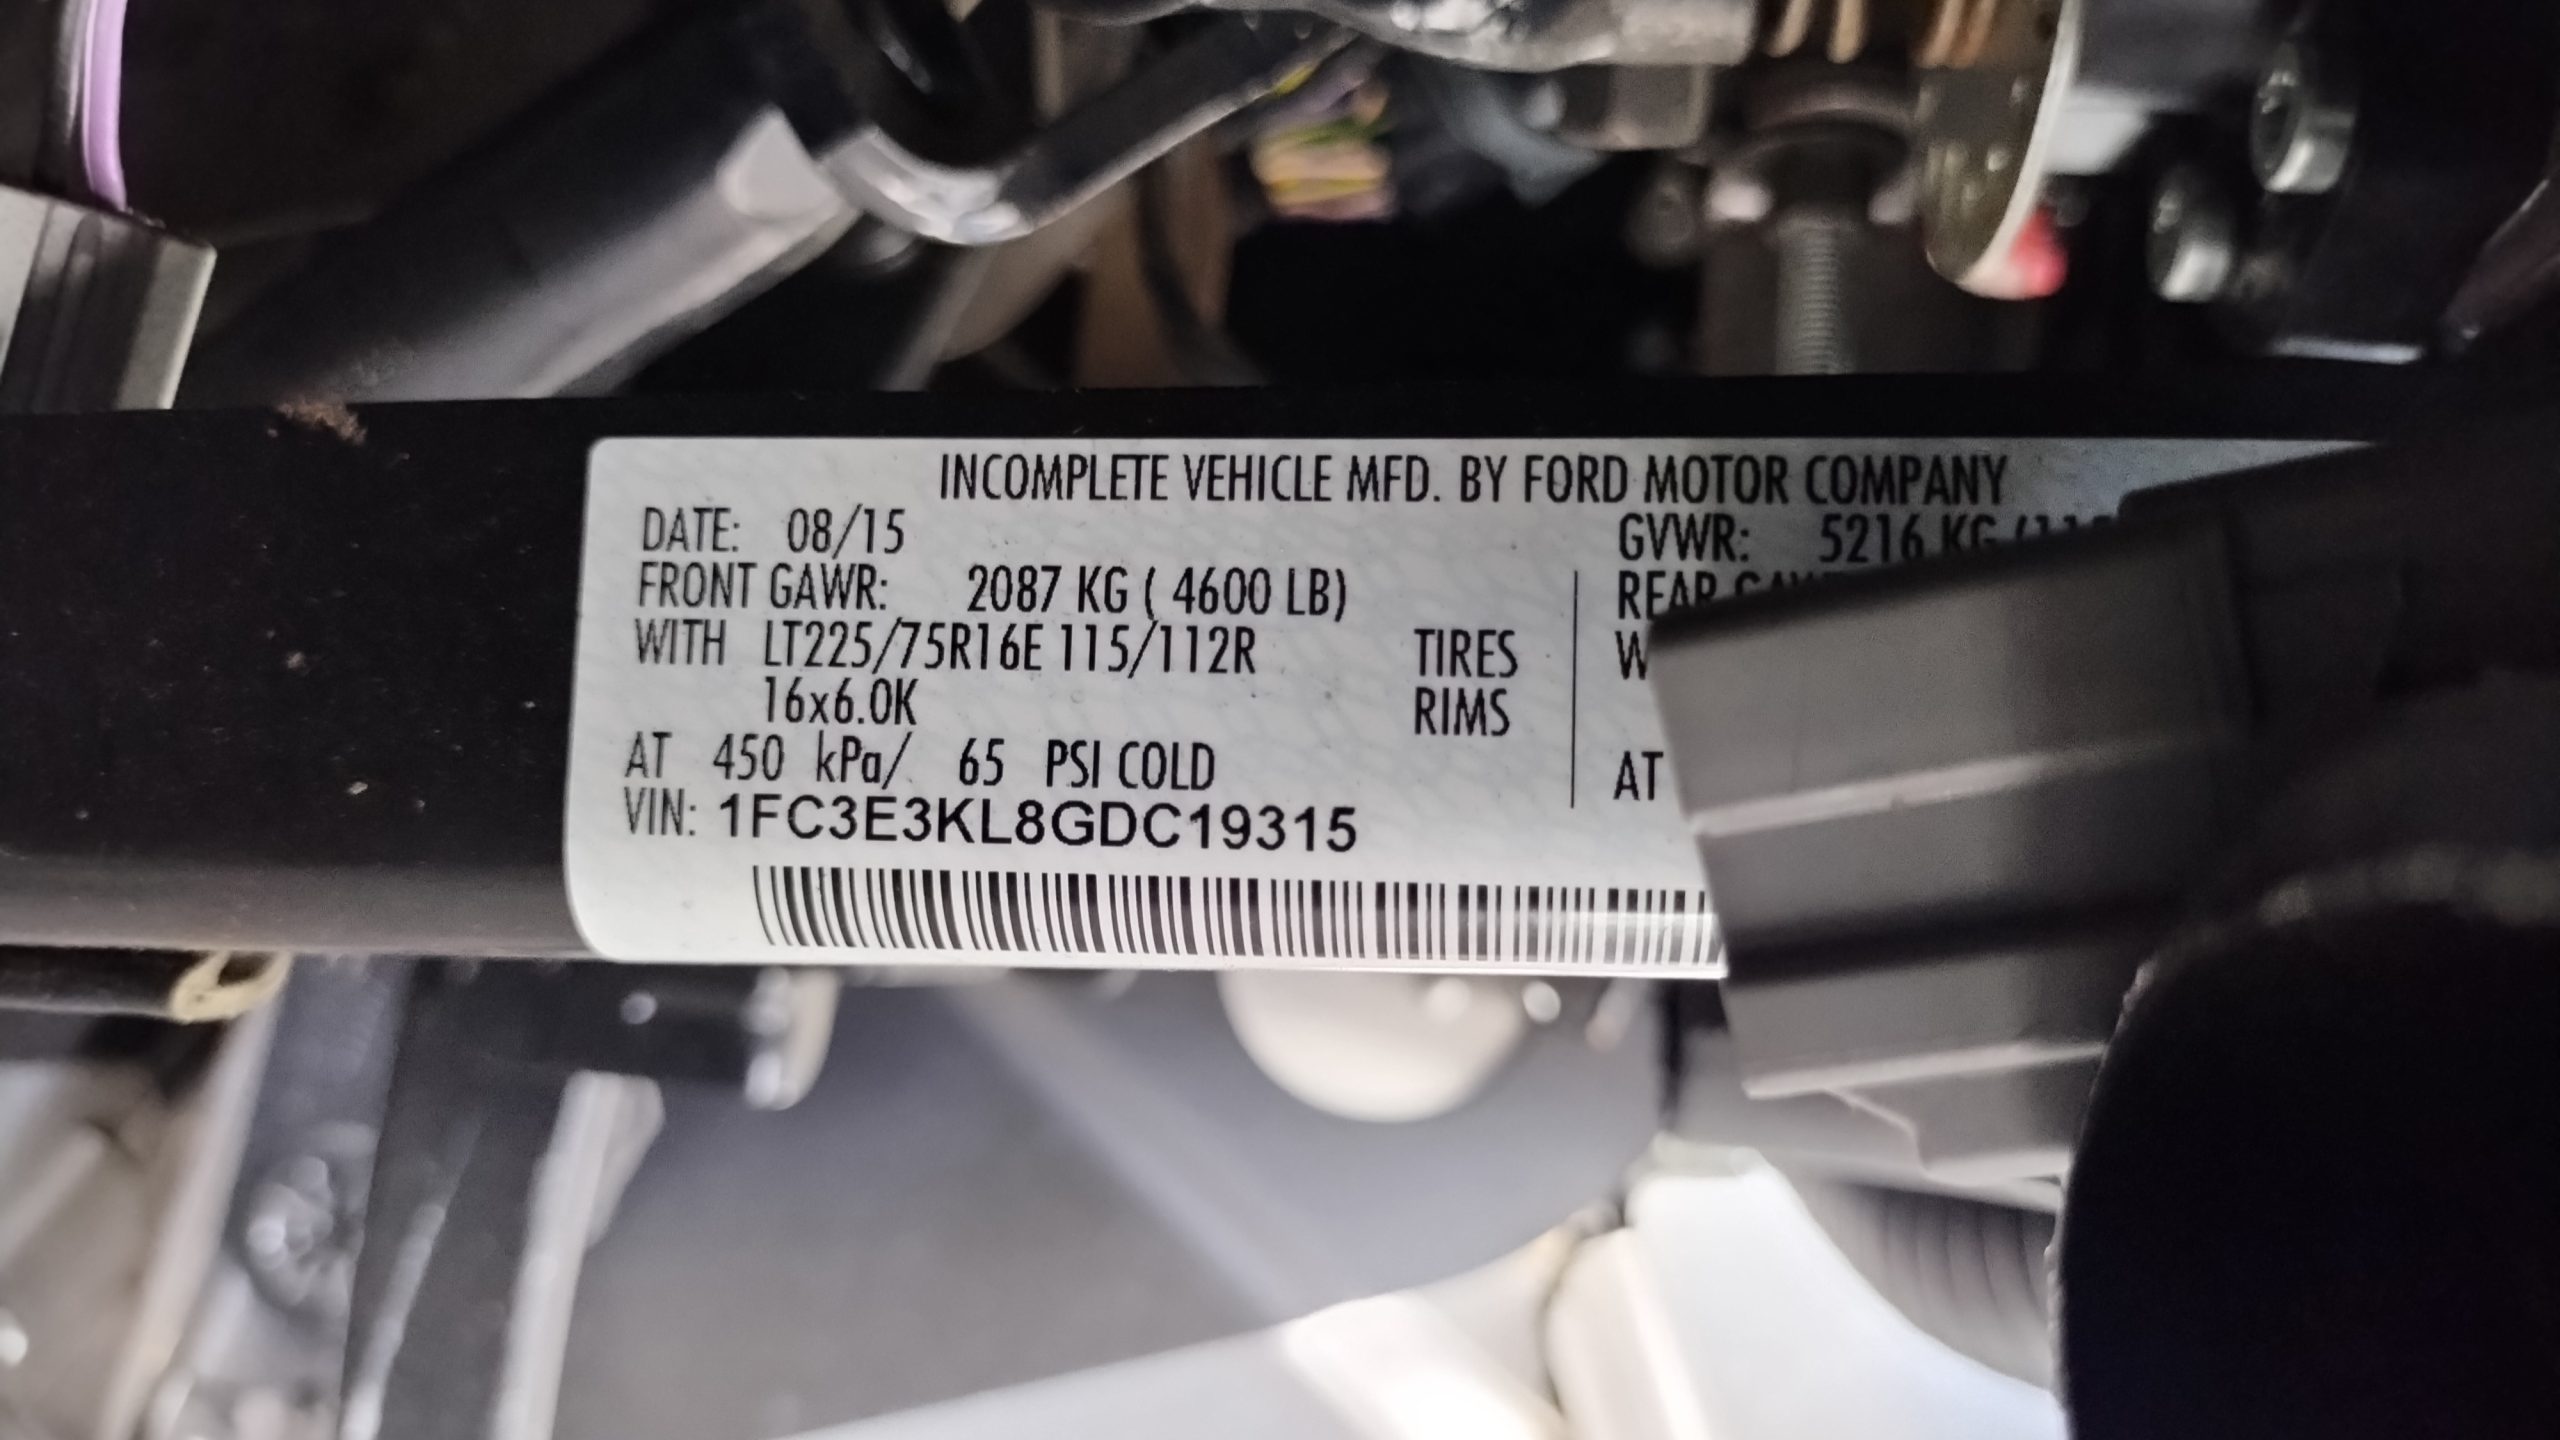 INCOMPLETE VEHICLE MFD. BY FORD MOTOR COMPANY
DATE: 08/15 GVWR: 5216 KG
FRONT GAWR: 2087 KG ( 4600 LB) REAR
WITH LT225/75R16E 115/112R TIRES
16x6.0K RIMS
AT 450 kPa/ 65 PSI COLD AT
VIN: 1FC3E3KL8GDC19315